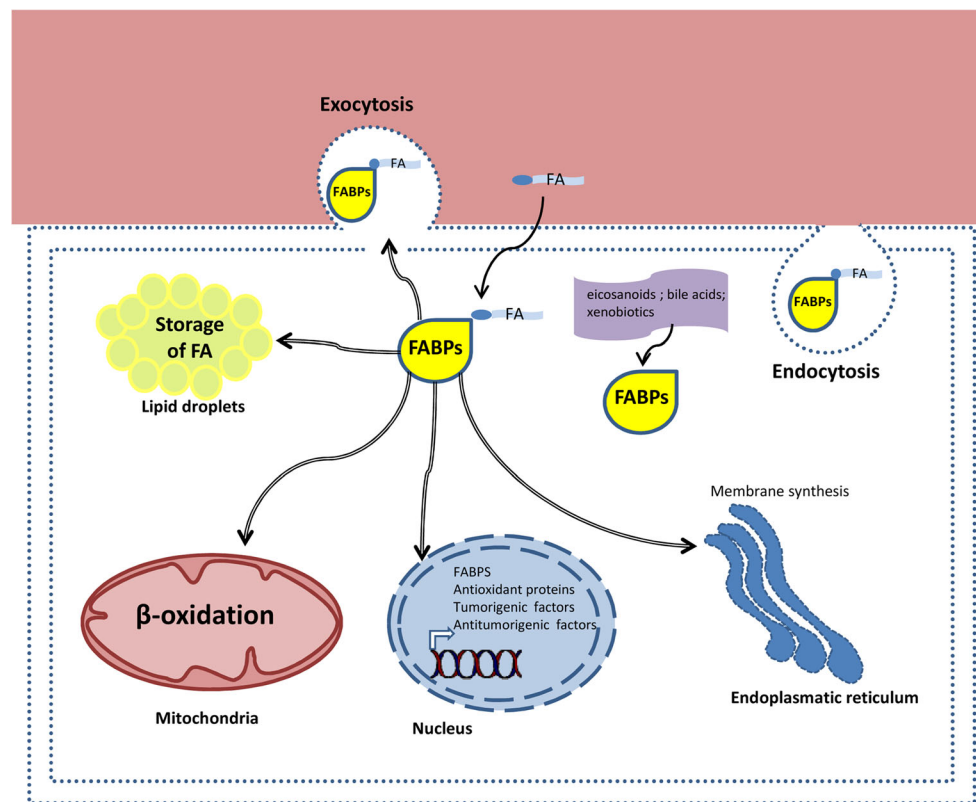 Exocytosis
FA
FABPs
FA
eicosanoids ; bile acids;
xenobiotics
FA
FABPs
Endocytosis
FA
FABPs
FABPs
Storage
of FA
Lipid droplets
Membrane synthesis
Endoplasmatic reticulum
β-oxidation
Mitochondria
FABPS
Antioxidant proteins
Tumorigenic factors
Antitumorigenic factors
Nucleus